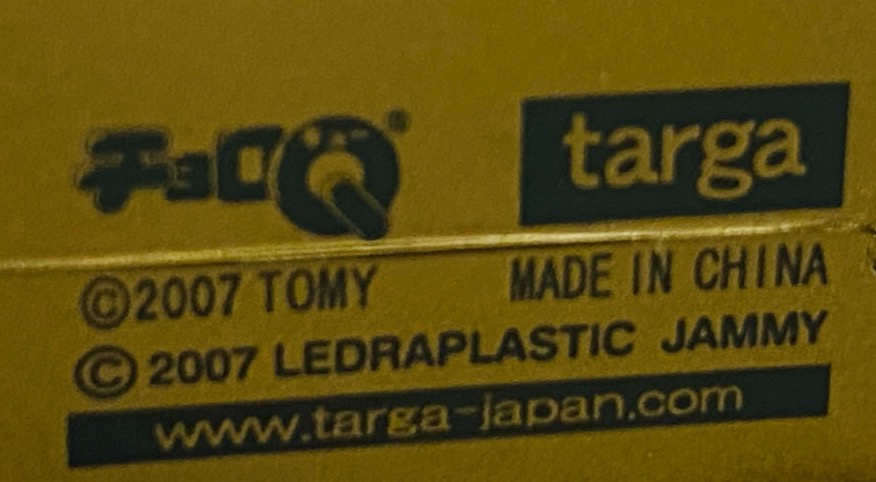 チョロQ® targa
©2007 TOMY MADE IN CHINA
©2007 LEDRAPLASTIC JAMMY
www.targa-japan.com